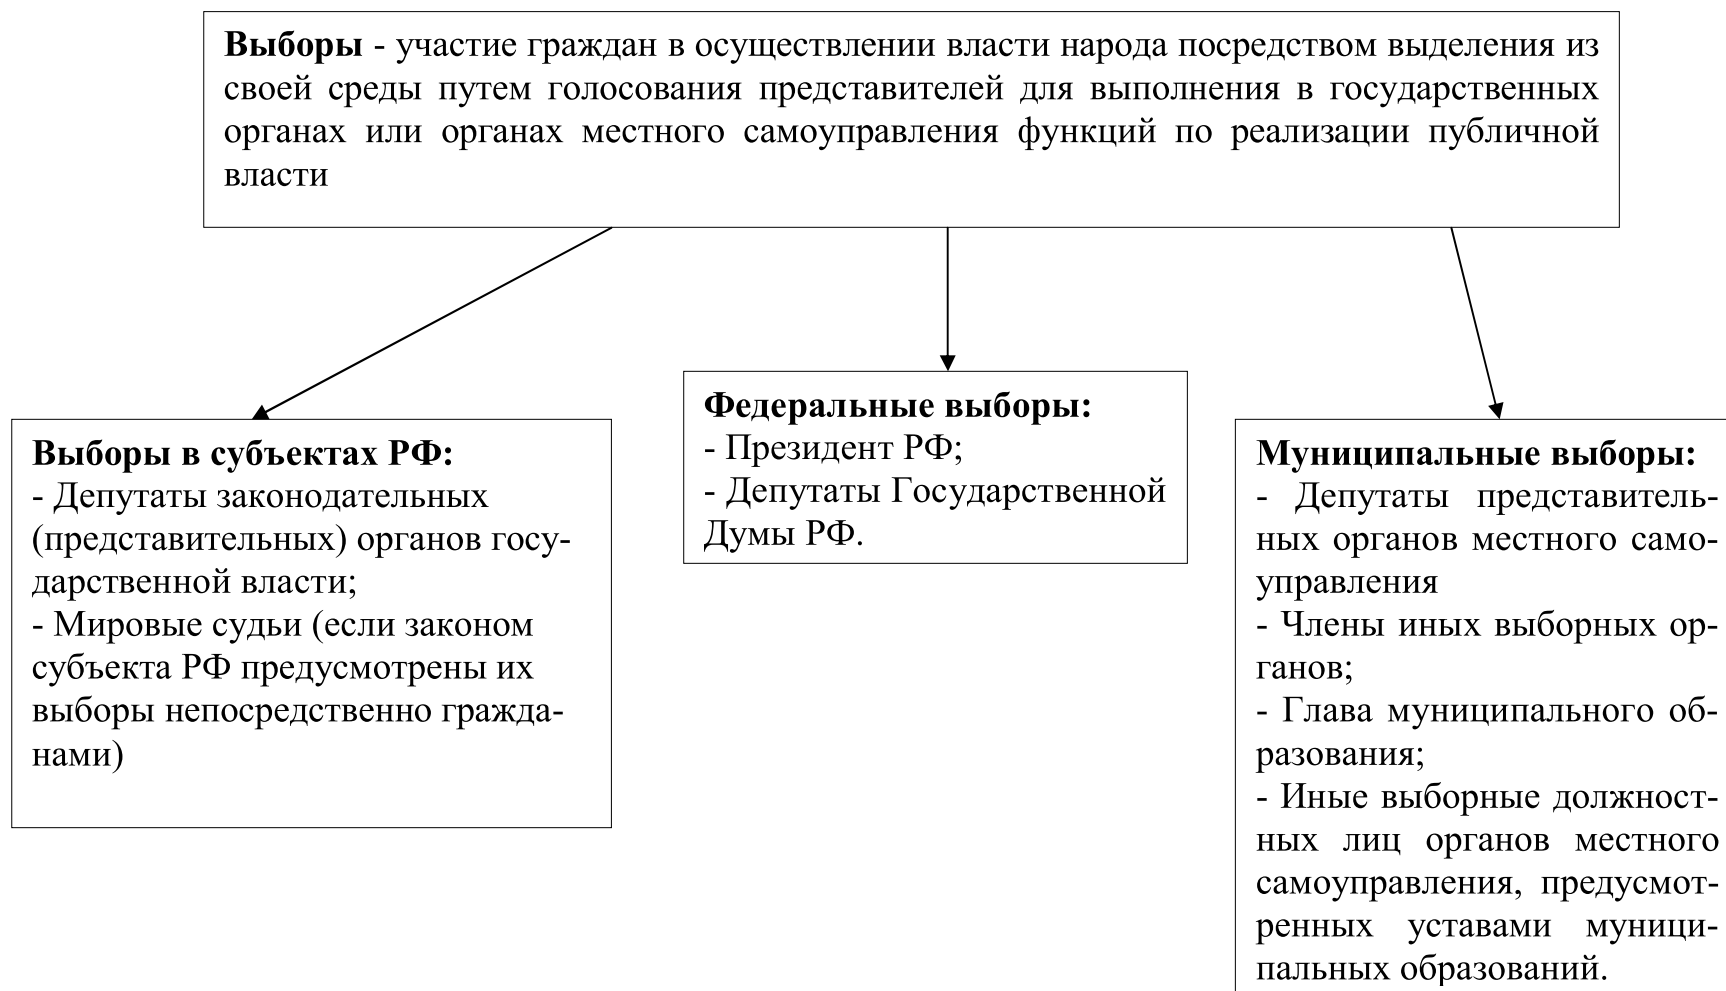 Выборы - участие граждан в осуществлении власти народа посредством выделения из
своей среды путем голосования представителей для выполнения в государственных
органах или органах местного самоуправления функций по реализации публичной
власти
Выборы в субъектах РФ:
- Депутаты законодательных
(представительных) органов госу-
дарственной власти;
- Мировые судьи (если законом
субъекта РФ предусмотрены их
выборы непосредственно гражда-
нами)
Федеральные выборы:
- Президент РФ;
- Депутаты Государственной
Думы РФ.
Муниципальные выборы:
- Депутаты представитель-
ных органов местного само-
управления
- Члены иных выборных ор-
ганов;
- Глава муниципального об-
разования;
- Иные выборные должност-
ных лиц органов местного
самоуправления, предусмот-
ренных уставами муници-
пальных образований.